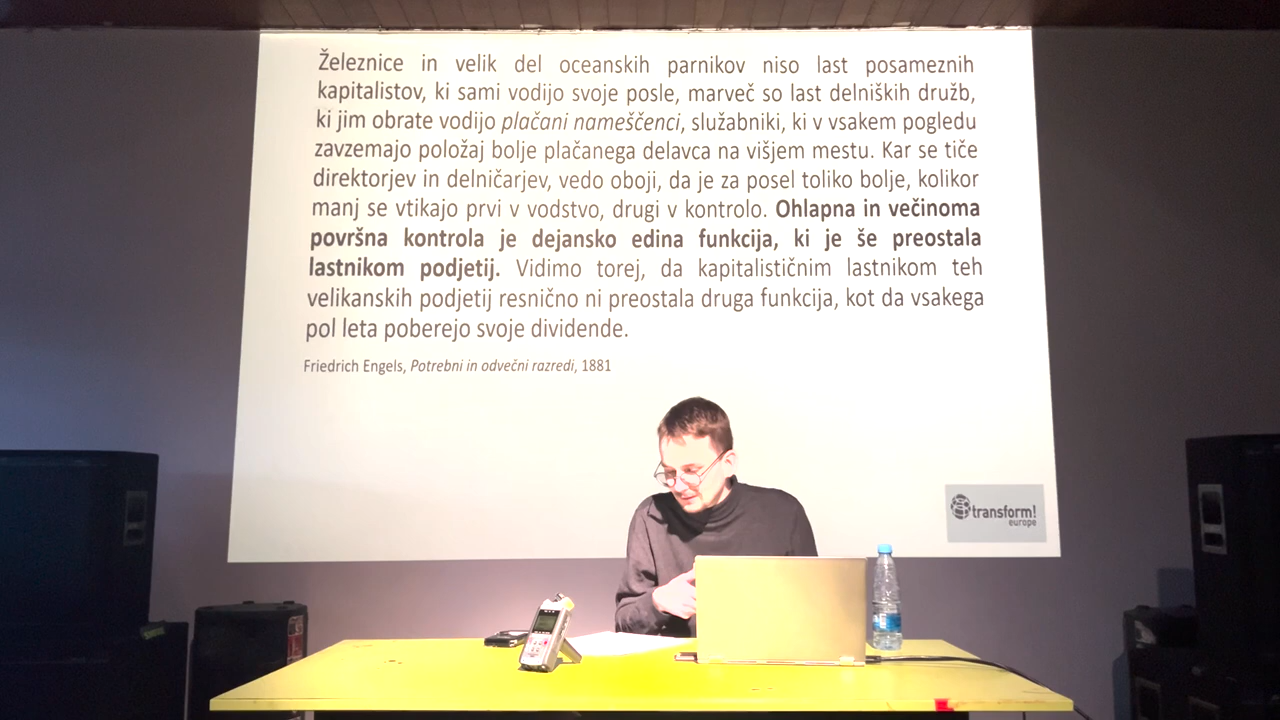 Železnice in velik del oceanskih parnikov niso last posameznih
kapitalistov, ki sami vodijo svoje posle, marveč so last delniških družb,
ki jim obrate vodijo plačani nameščenci, služabniki, ki v vsakem pogledu
zavzemajo položaj bolje plačanega delavca na višjem mestu. Kar se tiče
direktorjev in delničarjev, vedo oboji, da je za posel toliko bolje, kolikor
manj se vtikajo prvi v vodstvo, drugi v kontrolo. Ohlapna in večinoma
površna kontrola je dejansko edina funkcija, ki je še preostala
lastnikom podjetij. Vidimo torej, da kapitalističnim lastnikom teh
velikanskih podjetij resnično ni preostala druga funkcija, kot da vsakega
pol leta poberejo svoje dividende.
Friedrich Engels, Potrebni in odvečni razredi, 1881
transform!
europe